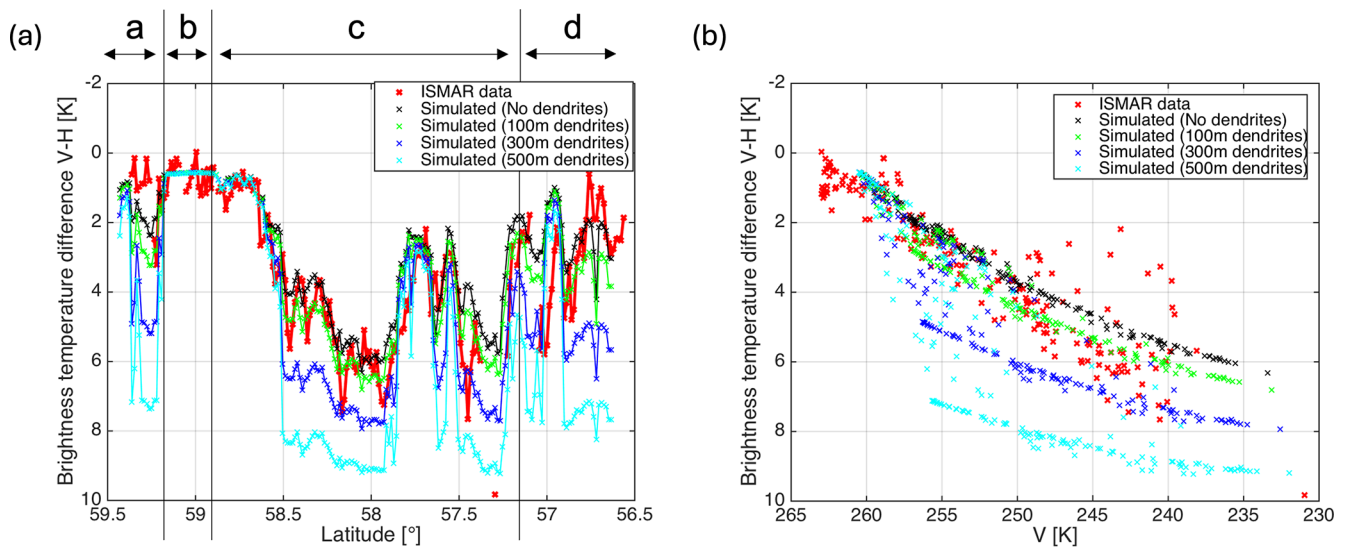 a b c d
(a)
(b)
-2
0
2
4
6
8
10
Brightness temperature difference V-H [K]
59.5 59 58.5 58 57.5 57 56.5
Latitude [°]
ISMAR data
Simulated (No dendrites)
Simulated (100m dendrites)
Simulated (300m dendrites)
Simulated (500m dendrites)
-2
0
2
4
6
8
10
Brightness temperature difference V-H [K]
265 260 255 250 245 240 235 230
V [K]
ISMAR data
Simulated (No dendrites)
Simulated (100m dendrites)
Simulated (300m dendrites)
Simulated (500m dendrites)